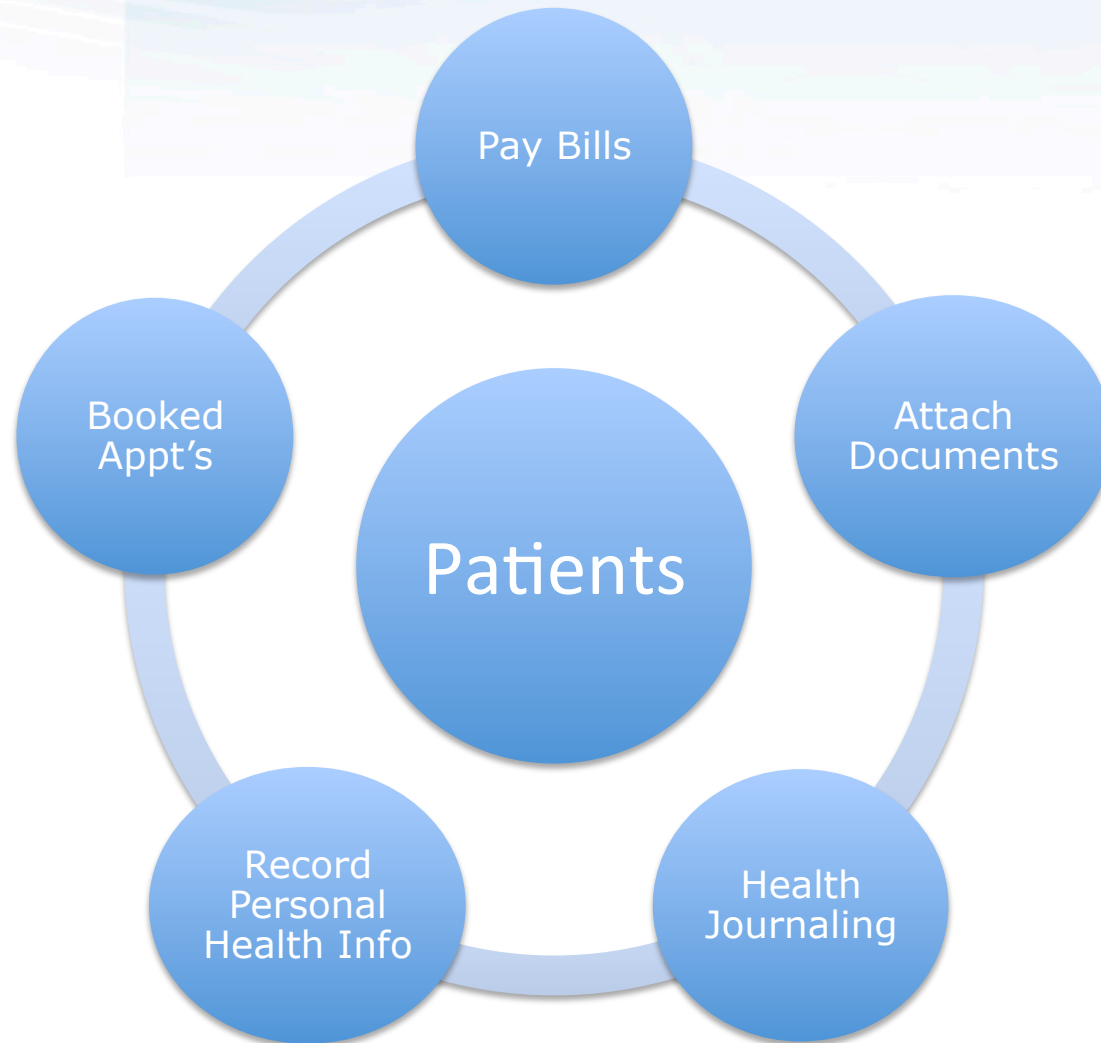 Pay Bills
Booked
Appt’s
Attach
Documents
Patients
Record
Personal
Health Info
Health
Journaling